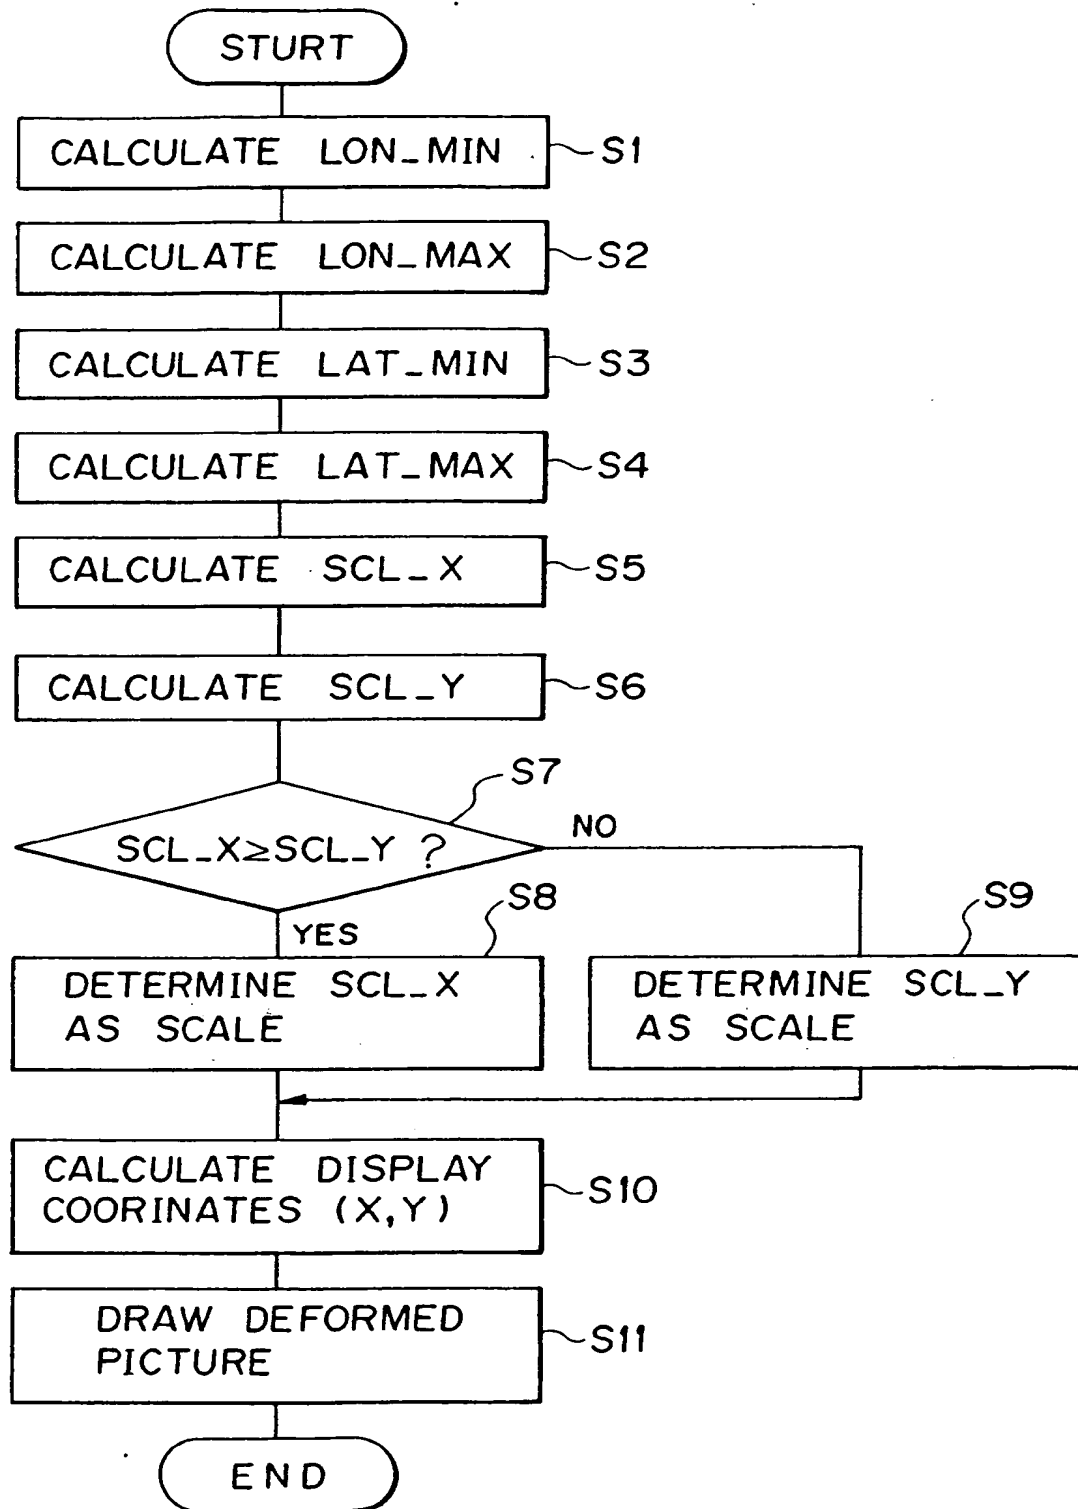 STURT
CALCULATE LON_MIN
S1
CALCULATE LON_MAX
S2
CALCULATE LAT_MIN
S3
CALCULATE LAT_MAX
S4
CALCULATE SCL_X
S5
CALCULATE SCL_Y
S6
S7
SCL_X≥SCL_Y ?
NO
YES
S8
DETERMINE SCL_X
AS SCALE
S9
DETERMINE SCL_Y
AS SCALE
CALCULATE DISPLAY
COORINATES (X,Y)
S10
DRAW DEFORMED
PICTURE
S11
END